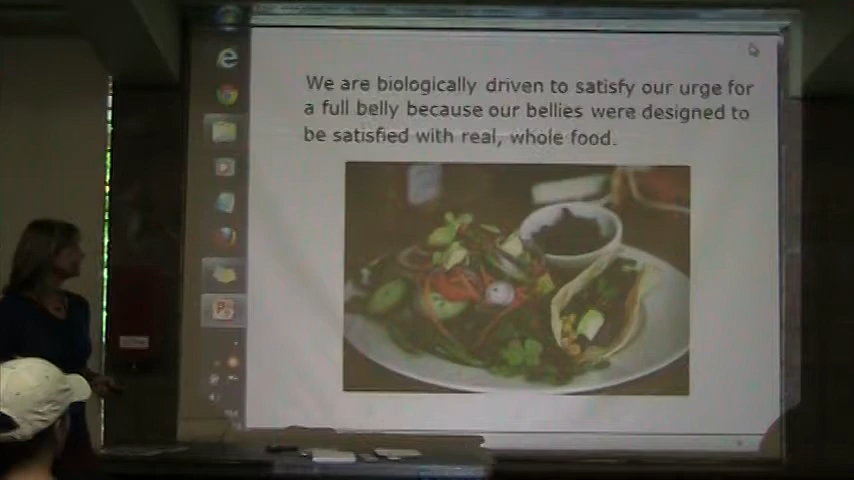 We are biologically driven to satisfy our urge for
a full belly because our bellies were designed to
be satisfied with real, whole food.